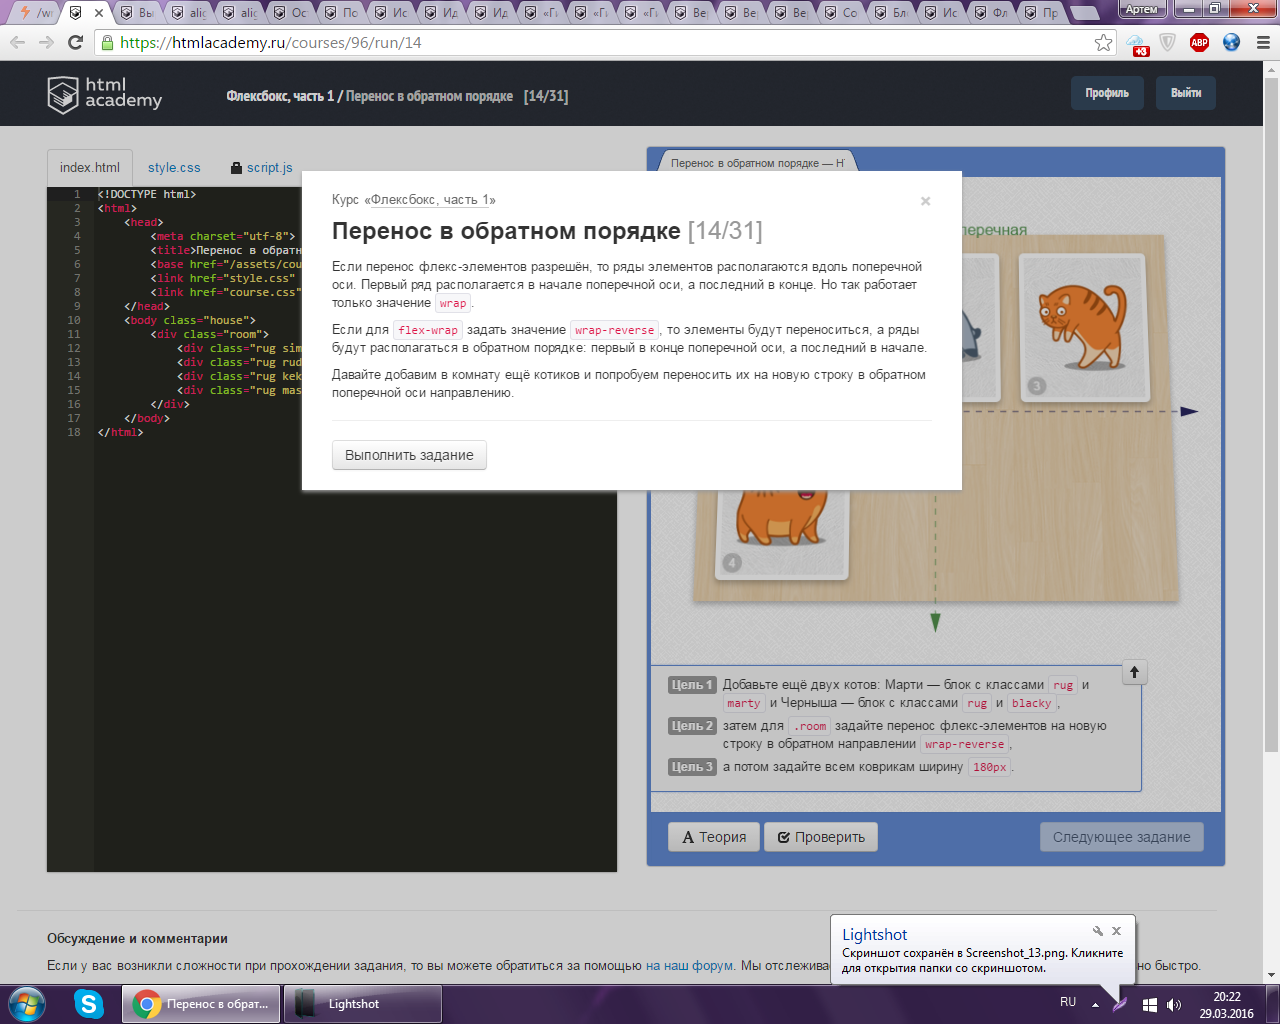 /w
Вы
alig
alig
Ос
По
Ис
Ид
Ид
«Ги
«Ги
«Ги
Вер
Вер
Вер
Со
Бло
Ис
Фл
Пр
Артем
https://htmlacademy.ru/courses/96/run/14
+3
ABP
html
academy
Флексбокс, часть 1 / Перенос в обратном порядке [14/31]
Профиль
Выйти
index.html
style.css
script.js
Перенос в обратном порядке — H
1 <!DOCTYPE html>
2 <html>
3 <head>
4 <meta charset="utf-8">
5 <title>Перенос в обратн
6 <base href="/assets/cou
7 <link href="style.css"
8 <link href="course.css"
9 </head>
10 <body class="house">
11 <div class="room">
12 <div class="rug sim
13 <div class="rug rud
14 <div class="rug kek
15 <div class="rug mas
16 </div>
17 </body>
18 </html>
Курс «Флексбокс, часть 1»
×
Перенос в обратном порядке [14/31]
Если перенос флекс-элементов разрешён, то ряды элементов располагаются вдоль поперечной
оси. Первый ряд располагается в начале поперечной оси, а последний в конце. Но так работает
только значение wrap.
Если для flex-wrap задать значение wrap-reverse, то элементы будут переноситься, а ряды
будут располагаться в обратном порядке: первый в конце поперечной оси, а последний в начале.
Давайте добавим в комнату ещё котиков и попробуем переносить их на новую строку в обратном
поперечной оси направлению.
Выполнить задание
перечная
3
4
Цель 1 Добавьте ещё двух котов: Марти — блок с классами rug и
marty и Черныша — блок с классами rug и blacky,
Цель 2 затем для .room задайте перенос флекс-элементов на новую
строку в обратном направлении wrap-reverse,
Цель 3 а потом задайте всем коврикам ширину 180px.
Теория
Проверить
Следующее задание
Обсуждение и комментарии
Если у вас возникли сложности при прохождении задания, то вы можете обратиться за помощью на наш форум. Мы отслежива
но быстро.
Lightshot
Скриншот сохранён в Screenshot_13.png. Кликните
для открытия папки со скриншотом.
Перенос в обрат...
Lightshot
RU
20:22
29.03.2016